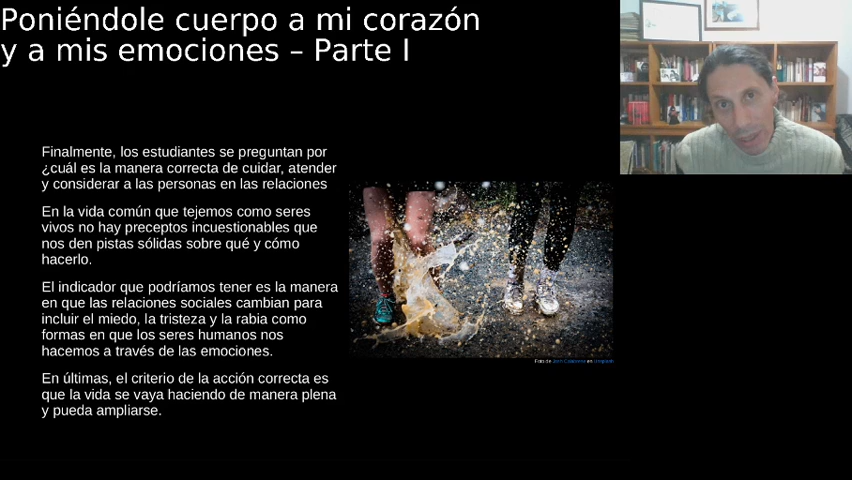 Poniéndole cuerpo a mi corazón
y a mis emociones – Parte I
Finalmente, los estudiantes se preguntan por
¿cuál es la manera correcta de cuidar, atender
y considerar a las personas en las relaciones
En la vida común que tejemos como seres
vivos no hay preceptos incuestionables que
nos den pistas sólidas sobre qué y cómo
hacerlo.
El indicador que podríamos tener es la manera
en que las relaciones sociales cambian para
incluir el miedo, la tristeza y la rabia como
formas en que los seres humanos nos
hacemos a través de las emociones.
En últimas, el criterio de la acción correcta es
que la vida se vaya haciendo de manera plena
y pueda ampliarse.
Foto de en Unsplash